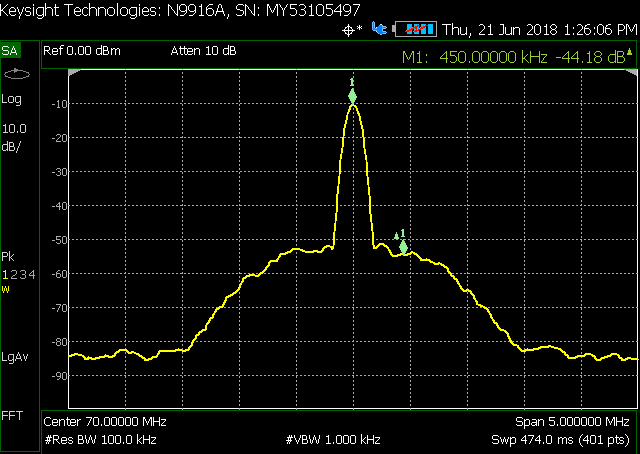 Keysight Technologies: N9916A, SN: MY53105497
Thu, 21 Jun 2018 1:26:06 PM
SA
Ref 0.00 dBm
Atten 10 dB
M1: 450.00000 kHz -44.18 dB
Log
10.0
dB/
Pk
1234
W
LgAv
FFT
1
1
-10
-20
-30
-40
-50
-60
-70
-80
-90
Center 70.00000 MHz
Span 5.000000 MHz
#Res BW 100.0 kHz
#VBW 1.000 kHz
Swp 474.0 ms (401 pts)